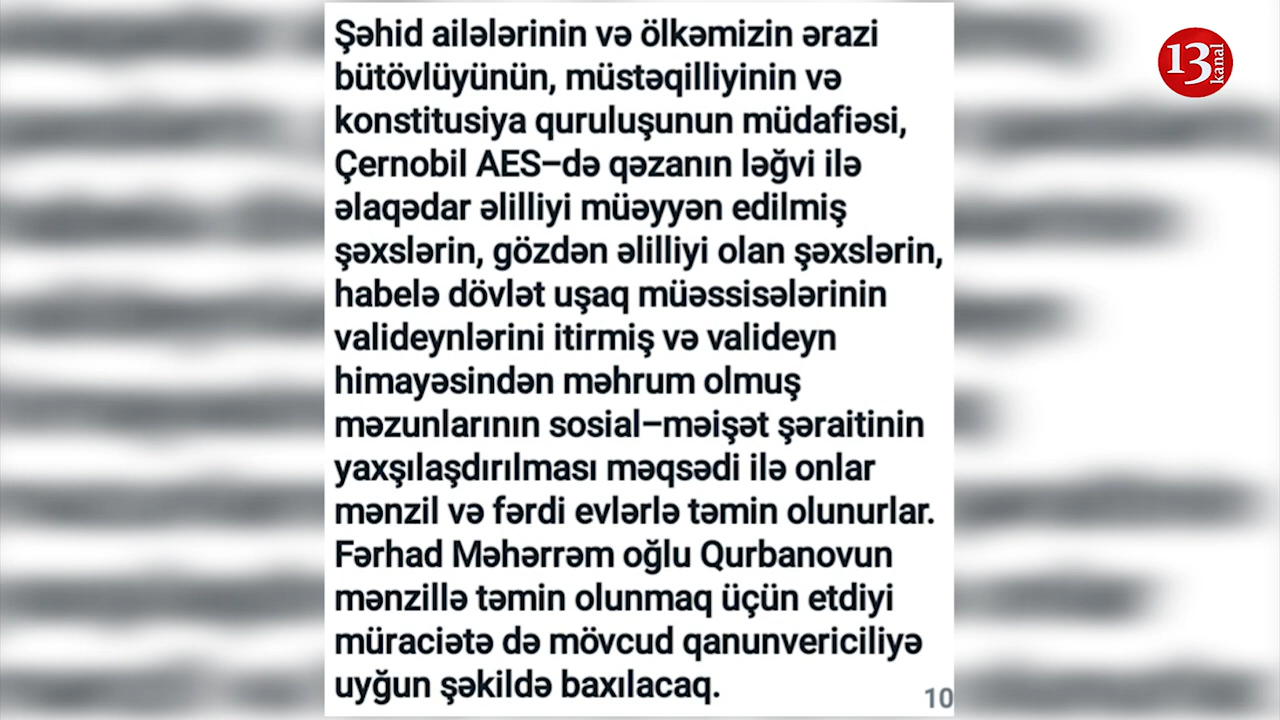 Şəhid ailələrinin və ölkəmizin ərazi
bütövlüyünün, müstəqilliyinin və
konstitusiya quruluşunun müdafiəsi,
Çernobil AES–də qəzanın ləğvi ilə
əlaqədar əlilliyi müəyyən edilmiş
şəxslərin, gözdən əlilliyi olan şəxslərin,
habelə dövlət uşaq müəssisələrinin
valideynlərini itirmiş və valideyn
himayəsindən məhrum olmuş
məzunlarının sosial–məişət şəraitinin
yaxşılaşdırılması məqsədi ilə onlar
mənzil və fərdi evlərlə təmin olunurlar.
Fərhad Məhərrəm oğlu Qurbanovun
mənzillə təmin olunmaq üçün etdiyi
müraciətə də mövcud qanunvericiliyə
uyğun şəkildə baxılacaq.
10
13 kanal